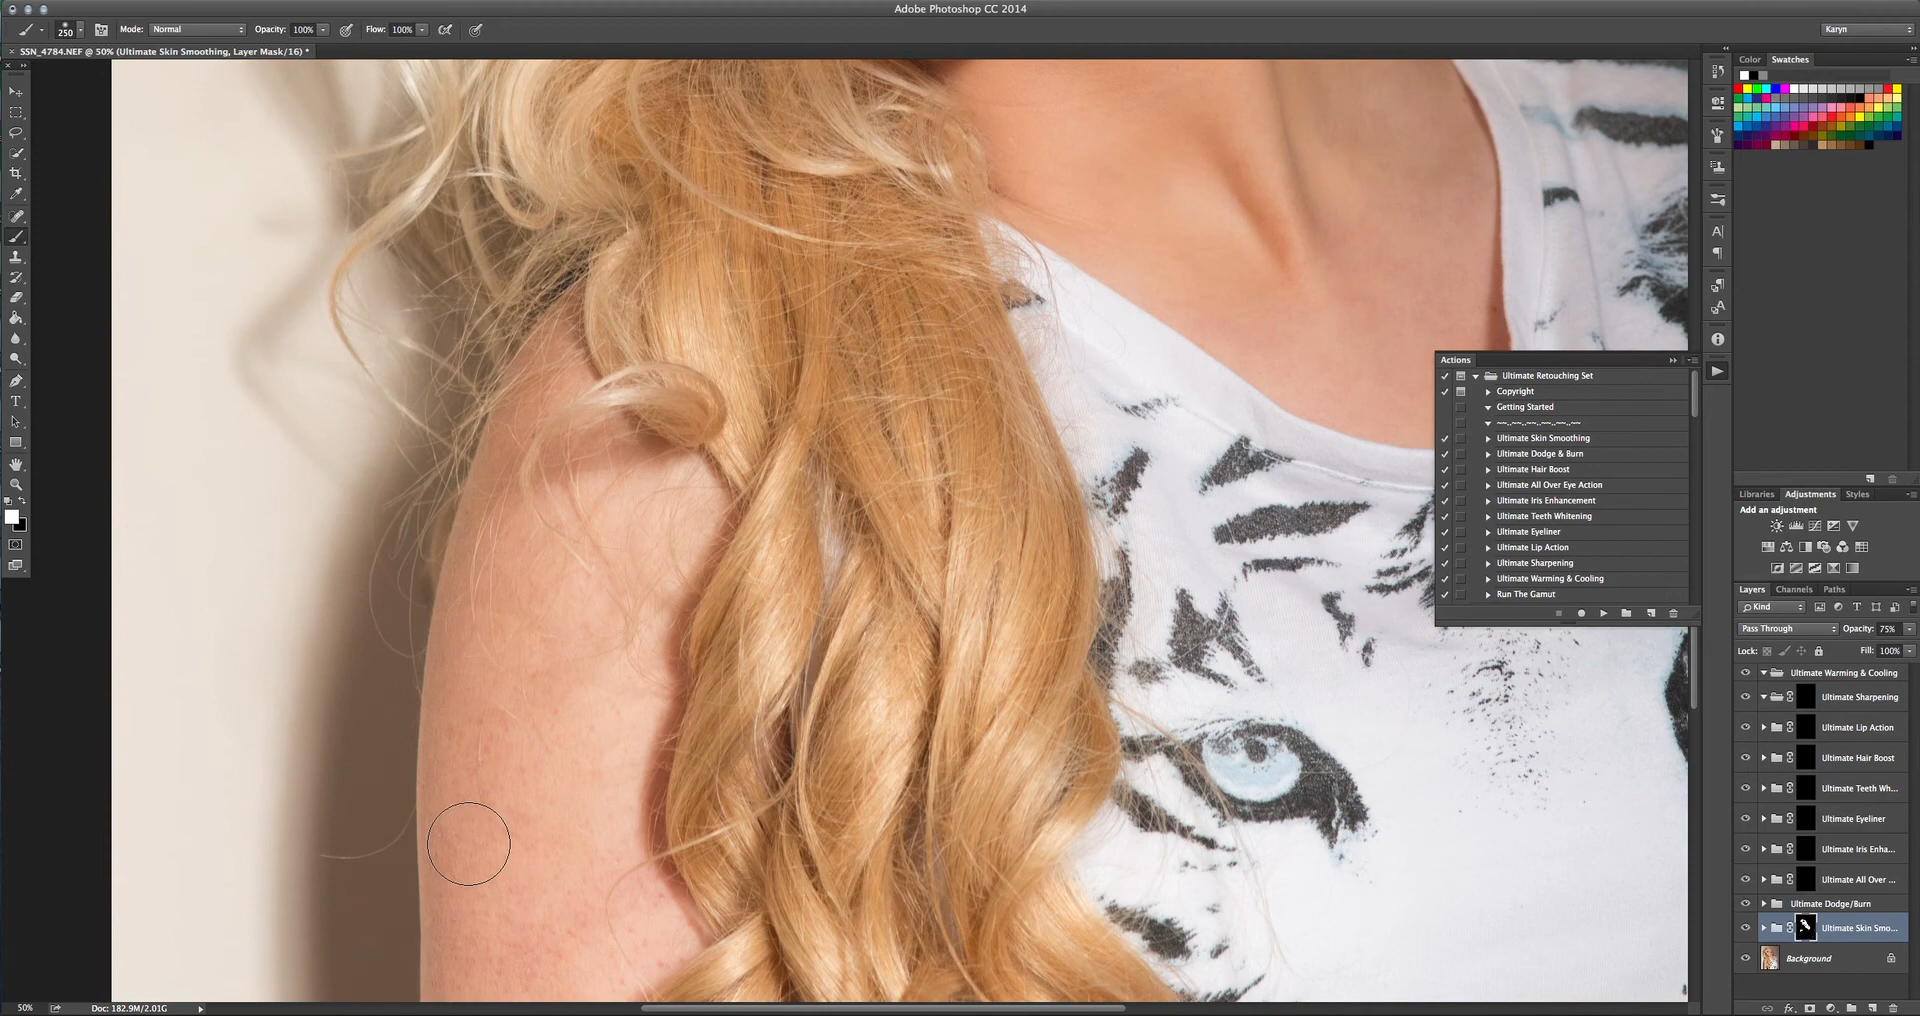 Adobe Photoshop CC 2014
250 Mode: Normal Opacity: 100% Flow: 100% Karyn
SSN_4784.NEF @ 50% (Ultimate Skin Smoothing, Layer Mask/16) *
Color Swatches
Actions
Ultimate Retouching Set
Copyright
Getting Started
~~..~~..~~..~~..~~..~~
Ultimate Skin Smoothing
Ultimate Dodge & Burn
Ultimate Hair Boost
Ultimate All Over Eye Action
Ultimate Iris Enhancement
Ultimate Teeth Whitening
Ultimate Eyeliner
Ultimate Lip Action
Ultimate Sharpening
Ultimate Warming & Cooling
Run The Gamut
Libraries Adjustments Styles
Add an adjustment
Layers Channels Paths
Kind
Pass Through Opacity: 75%
Lock: Fill: 100%
Ultimate Warming & Cooling
Ultimate Sharpening
Ultimate Lip Action
Ultimate Hair Boost
Ultimate Teeth Wh...
Ultimate Eyeliner
Ultimate Iris Enha...
Ultimate All Over ...
Ultimate Dodge/Burn
Ultimate Skin Smo...
Background
50% Doc: 182.9M/2.01G